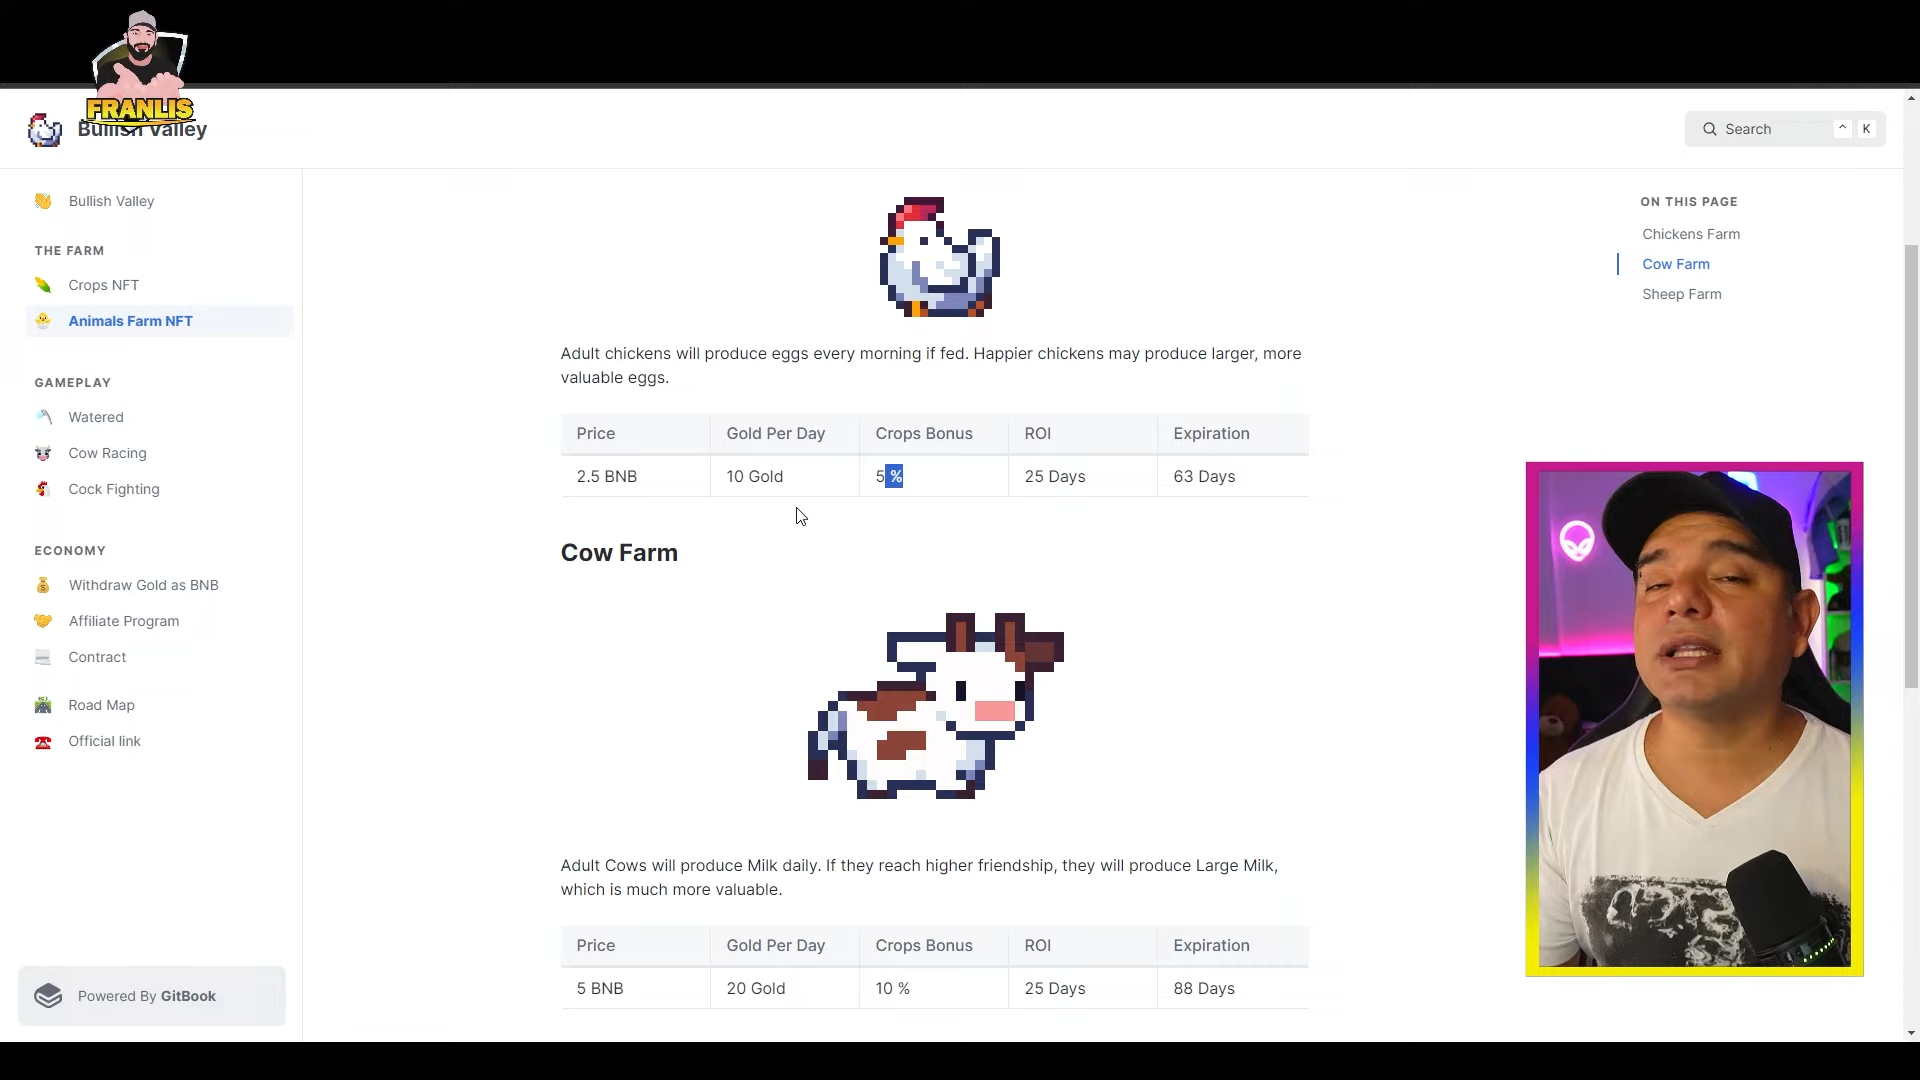 FRANLIS
Bullish Valley
Search
^
K
Bullish Valley
THE FARM
Crops NFT
Animals Farm NFT
GAMEPLAY
Watered
Cow Racing
Cock Fighting
ECONOMY
Withdraw Gold as BNB
Affiliate Program
Contract
Road Map
Official link
Powered By GitBook
Adult chickens will produce eggs every morning if fed. Happier chickens may produce larger, more
valuable eggs.
Price Gold Per Day Crops Bonus ROI Expiration
2.5 BNB 10 Gold 5 % 25 Days 63 Days
Cow Farm
Adult Cows will produce Milk daily. If they reach higher friendship, they will produce Large Milk,
which is much more valuable.
Price Gold Per Day Crops Bonus ROI Expiration
5 BNB 20 Gold 10 % 25 Days 88 Days
ON THIS PAGE
Chickens Farm
Cow Farm
Sheep Farm